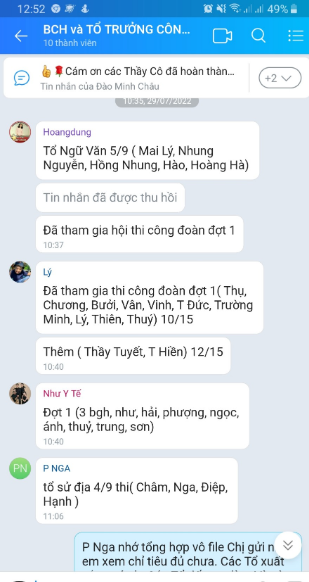 12:52
49%
BCH và TỔ TRƯỞNG CÔN...
10 thành viên
Cám ơn các Thầy Cô đã hoàn thàn...
Tin nhắn của Đào Minh Châu
+2
10:35, 29/07/2022
Hoangdung
Tổ Ngữ Văn 5/9 ( Mai Lý, Nhung
Nguyễn, Hồng Nhung, Hào, Hoàng Hà)
Tin nhắn đã được thu hồi
Đã tham gia hội thi công đoàn đợt 1
10:37
Lý
Đã tham gia thi công đoàn đợt 1( Thụ,
Chương, Bưởi, Vân, Vinh, T Đức, Trường
Minh, Lý, Thiên, Thuý) 10/15
Thêm ( Thầy Tuyết, T Hiền) 12/15
10:40
Như Y Tế
Đợt 1 (3 bgh, như, hải, phượng, ngọc,
ánh, thuỷ, trung, sơn)
10:40
PN
P NGA
tổ sử địa 4/9 thi( Châm, Nga, Điệp,
Hạnh )
11:06
P Nga nhớ tổng hợp vô file Chị gửi n
em xem chỉ tiêu đủ chưa. Các Tổ xuất